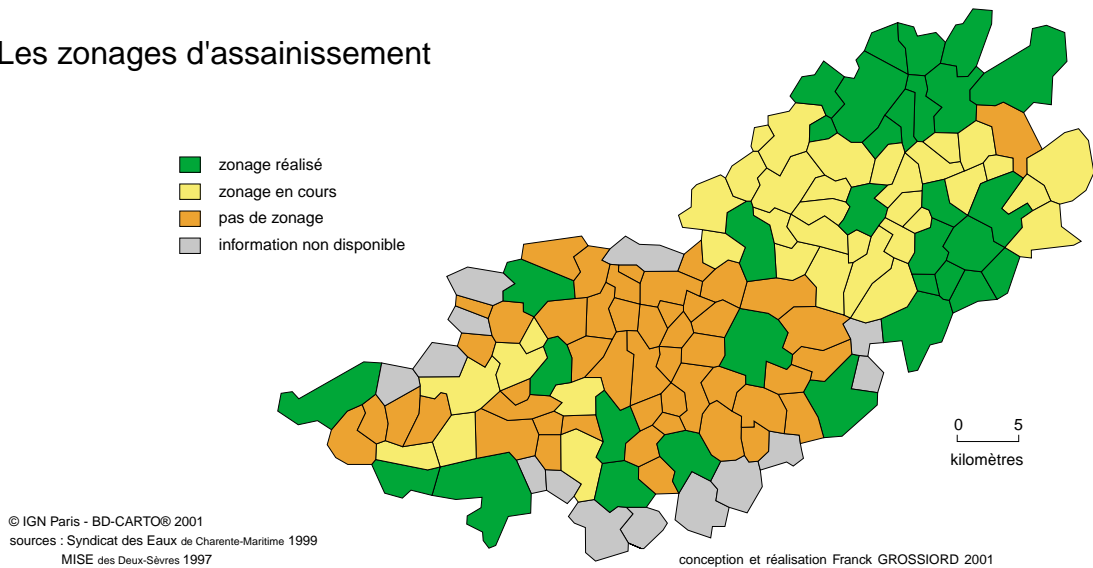 Les zonages d'assainissement
zonage réalisé
zonage en cours
pas de zonage
information non disponible
0 5
kilomètres
© IGN Paris - BD-CARTO® 2001
sources : Syndicat des Eaux de Charente-Maritime 1999
MISE des Deux-Sèvres 1997
conception et réalisation Franck GROSSIORD 2001